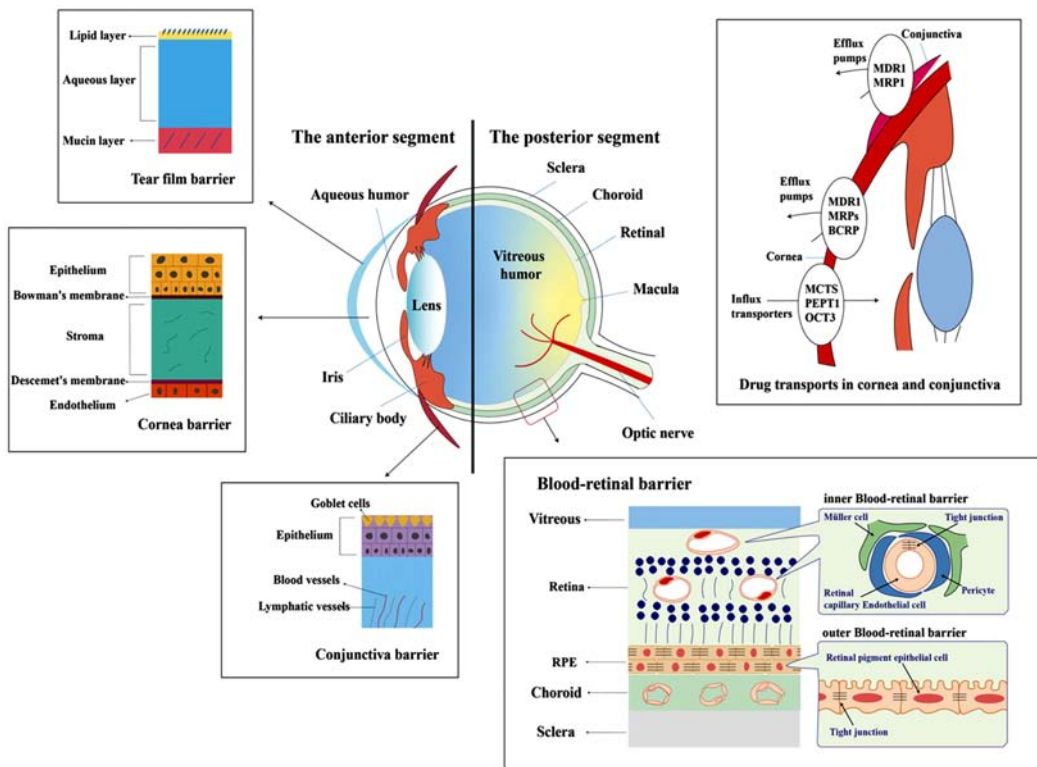 Lipid layer
Aqueous layer
Mucin layer
Tear film barrier
Epithelium
Bowman's membrane
Stroma
Descemet's membrane
Endothelium
Cornea barrier
The anterior segment
The posterior segment
Aqueous humor
Sclera
Choroid
Retinal
Macula
Vitreous
humor
Lens
Iris
Ciliary body
Optic nerve
Goblet cells
Epithelium
Blood vessels
Lymphatic vessels
Conjunctiva barrier
Efflux
pumps
Conjunctiva
MDR1
MRP1
Efflux
pumps
MDR1
MRPs
BCRP
Cornea
Influx
transporters
MCTS
PEPT1
OCT3
Drug transports in cornea and conjunctiva
Blood-retinal barrier
Vitreous
Retina
RPE
Choroid
Sclera
inner Blood-retinal barrier
Müller cell
Tight junction
Retinal
capillary Endothelial cell
Pericyte
outer Blood-retinal barrier
Retinal pigment epithelial cell
Tight junction